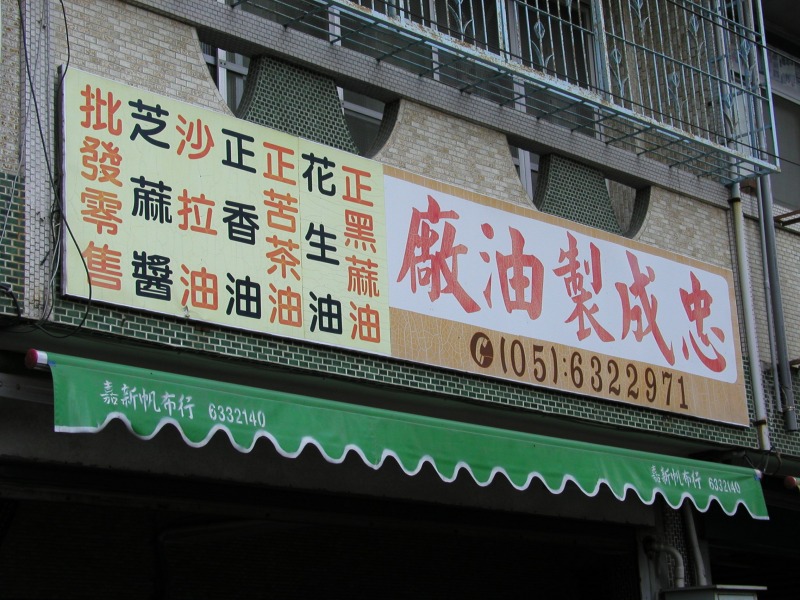 忠成製油廠
(05):6322971
正黑蔴油
花生油
正苦茶油
正香油
沙拉油
芝蔴醬
批發零售
嘉新帆布行 6332140
嘉新帆布行 6332140